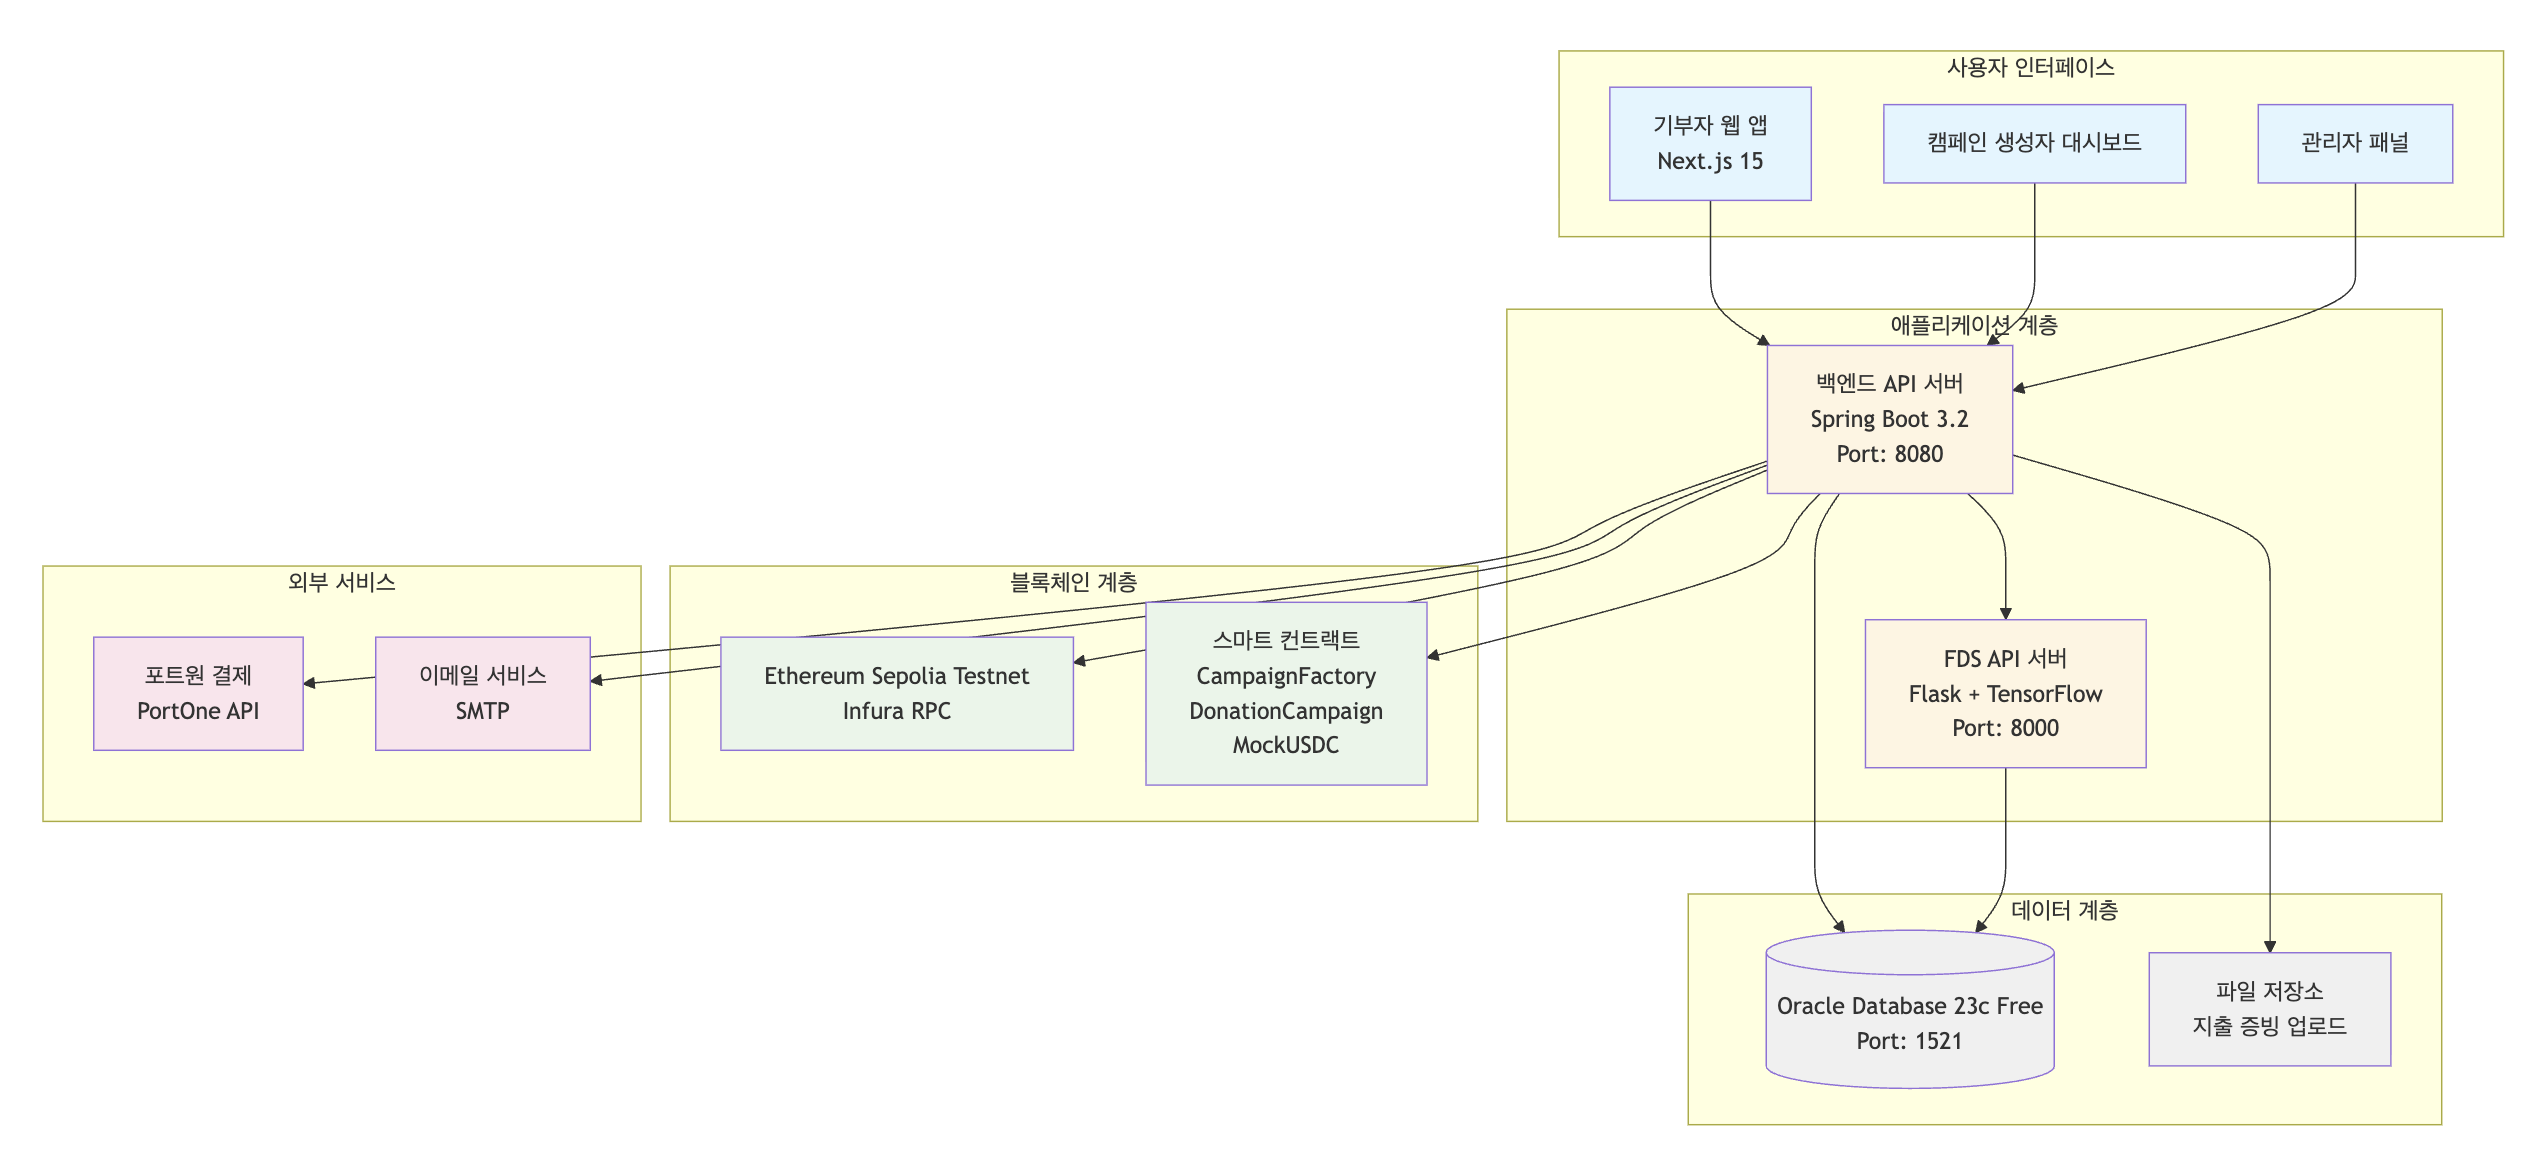 사용자 인터페이스
기부자 웹 앱
Next.js 15
캠페인 생성자 대시보드
관리자 패널
애플리케이션 계층
백엔드 API 서버
Spring Boot 3.2
Port: 8080
외부 서비스
포트원 결제
PortOne API
이메일 서비스
SMTP
블록체인 계층
Ethereum Sepolia Testnet
Infura RPC
스마트 컨트랙트
CampaignFactory
DonationCampaign
MockUSDC
FDS API 서버
Flask + TensorFlow
Port: 8000
데이터 계층
Oracle Database 23c Free
Port: 1521
파일 저장소
지출 증빙 업로드